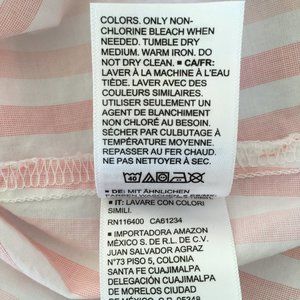 COLORS. ONLY NON-
CHLORINE BLEACH WHEN
NEEDED. TUMBLE DRY
MEDIUM. WARM IRON. DO
NOT DRY CLEAN. ■ CA/FR:
LAVER À LA MACHINE À L'EAU
TIÈDE. LAVER AVEC DES
COULEURS SIMILAIRES.
UTILISER SEULEMENT UN
AGENT DE BLANCHIMENT
NON CHLORÉ AU BESOIN.
SÉCHER PAR CULBUTAGE À
TEMPÉRATURE MOYENNE.
REPASSER AU FER CHAUD.
NE PAS NETTOYER À SEC.
■ DE: MIT ÄHNLICHEN
FARBEN WASCHEN.
■ IT: LAVARE CON COLORI
SIMILI.
RN116400 CA61234
■ IMPORTADORA AMAZON
MÉXICO S. DE R.L. DE C.V.
JUAN SALVADOR AGRAZ
N°73 PISO 5, COLONIA
SANTA FE CUAJIMALPA
DELEGACIÓN CUAJIMALPA
DE MORELOS CIUDAD